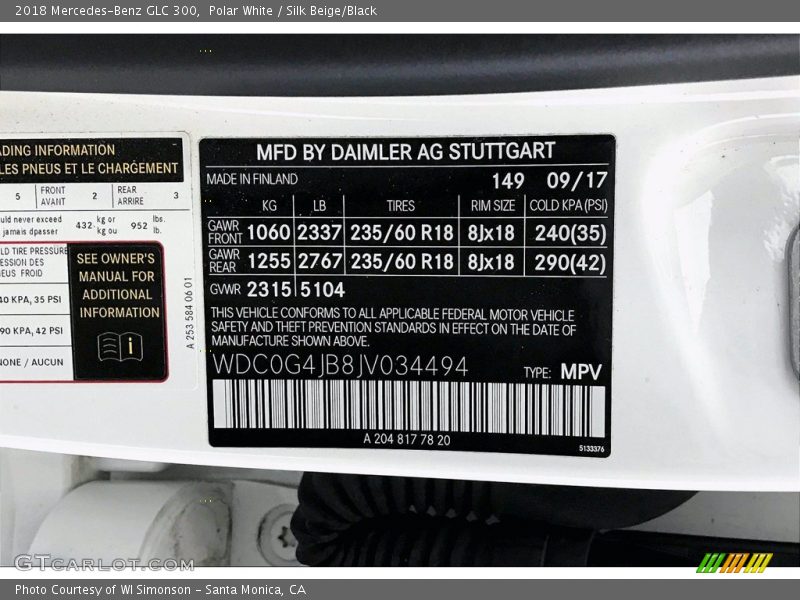 2018 Mercedes-Benz GLC 300,  Polar White / Silk Beige/Black
ADING INFORMATION
LES PNEUS ET LE CHARGEMENT
5 FRONT AVANT 2 REAR ARRIRE 3
uld never exceed
jamais dpasser 432 kg or kg ou 952 lbs. lb.
LD TIRE PRESSURE
ESSION DES
EUS FROID
40 KPA, 35 PSI
90 KPA, 42 PSI
NONE / AUCUN
SEE OWNER'S
MANUAL FOR
ADDITIONAL
INFORMATION
i
A 253 584 06 01
MFD BY DAIMLER AG STUTTGART
MADE IN FINLAND 149 09/17
KG LB TIRES RIM SIZE COLD KPA (PSI)
GAWR FRONT 1060 2337 235/60 R18 8Jx18 240(35)
GAWR REAR 1255 2767 235/60 R18 8Jx18 290(42)
GVWR 2315 5104
THIS VEHICLE CONFORMS TO ALL APPLICABLE FEDERAL MOTOR VEHICLE
SAFETY AND THEFT PREVENTION STANDARDS IN EFFECT ON THE DATE OF
MANUFACTURE SHOWN ABOVE.
WDC0G4JB8JV034494 TYPE: MPV
A 204 817 78 20
5133376
GTCARLOT.COM
Photo Courtesy of WI Simonson - Santa Monica, CA